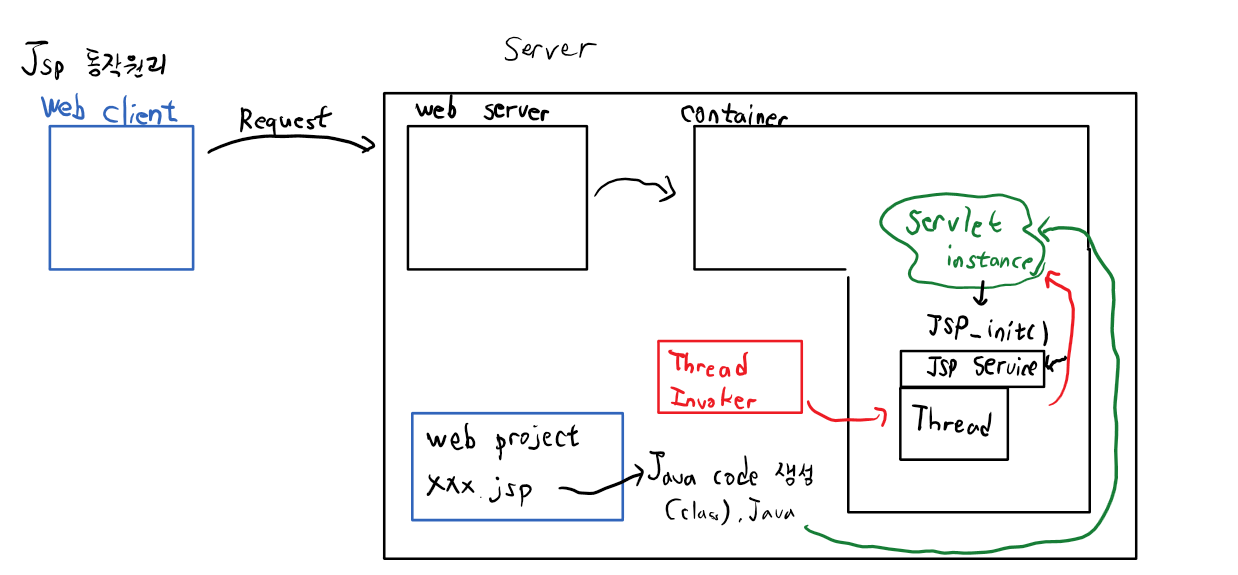 Jsp 동작원리
Server
Web client
Request
web server
container
Servlet
instance
JSP_init()
JSP Service
Thread
Thread
Invoker
web project
xxx.jsp
Java code 생성
(class).Java